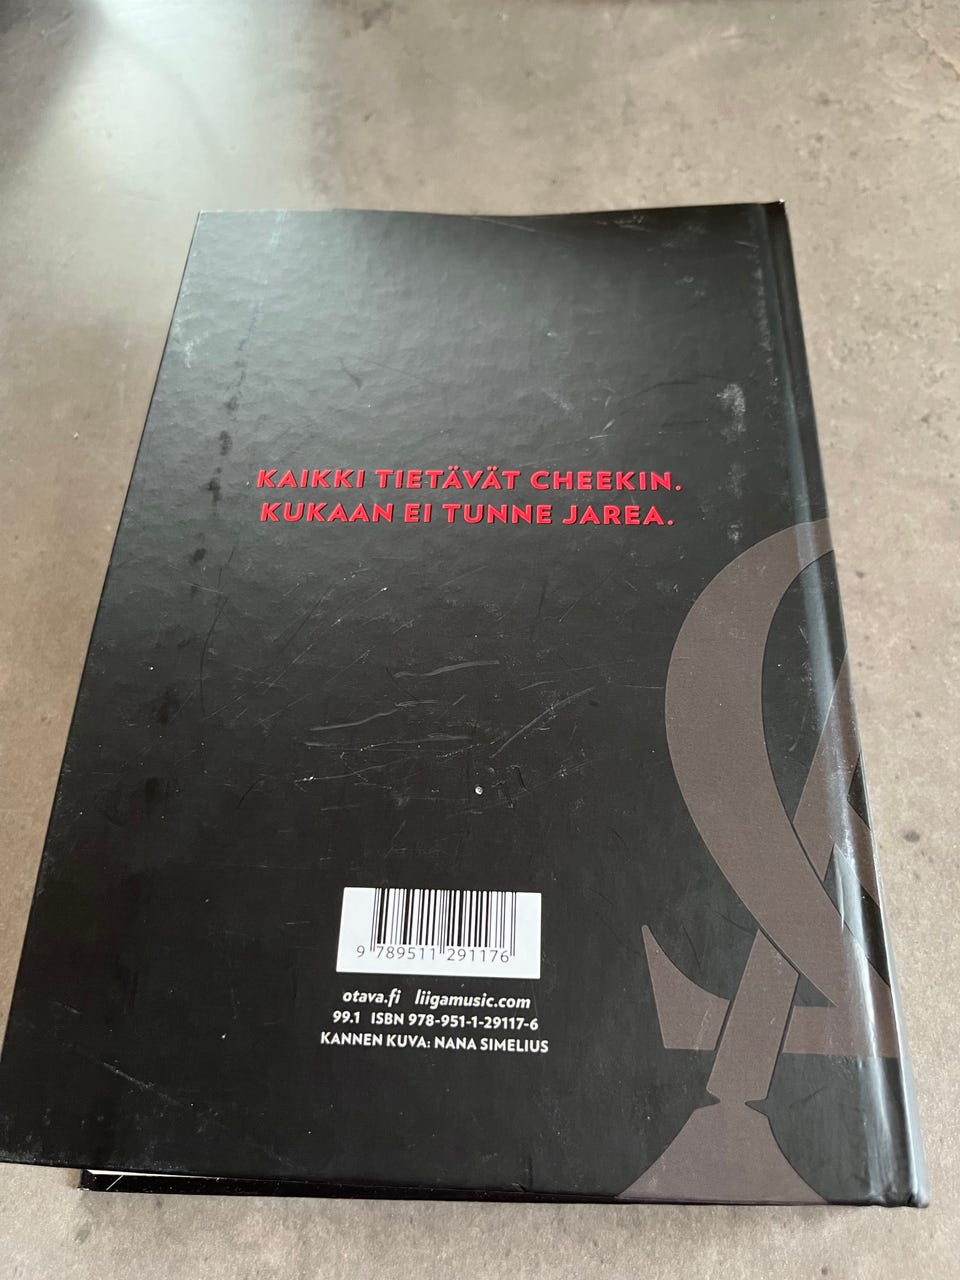 KAIKKI TIETÄVÄT CHEEKIN.
KUKAAN EI TUNNE JAREA.
9 789511 291176
otava.fi liigamusic.com
99.1 ISBN 978-951-1-29117-6
KANNEN KUVA: NANA SIMELIUS